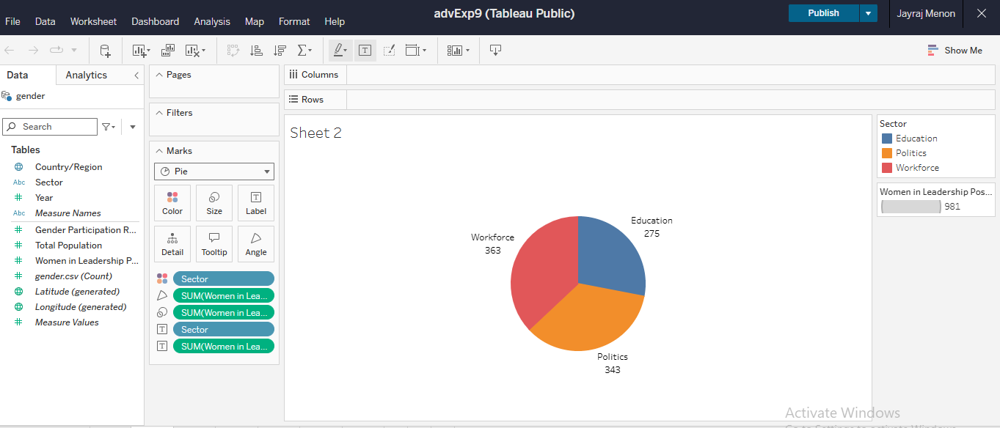 advExp9 (Tableau Public)
Publish
Jayraj Menon
File Data Worksheet Dashboard Analysis Map Format Help
Show Me
Data Analytics
gender
Search
Tables
Country/Region
Abc Sector
Year
Abc Measure Names
Gender Participation R...
Total Population
Women in Leadership P...
gender.csv (Count)
Latitude (generated)
Longitude (generated)
Measure Values
Pages
Filters
Marks
Pie
Color Size Label
Detail Tooltip Angle
Sector
SUM(Women in Lea...
SUM(Women in Lea...
Sector
SUM(Women in Lea...
Columns
Rows
Sheet 2
Education
275
Workforce
363
Politics
343
Sector
Education
Politics
Workforce
Women in Leadership Pos...
981
Activate Windows